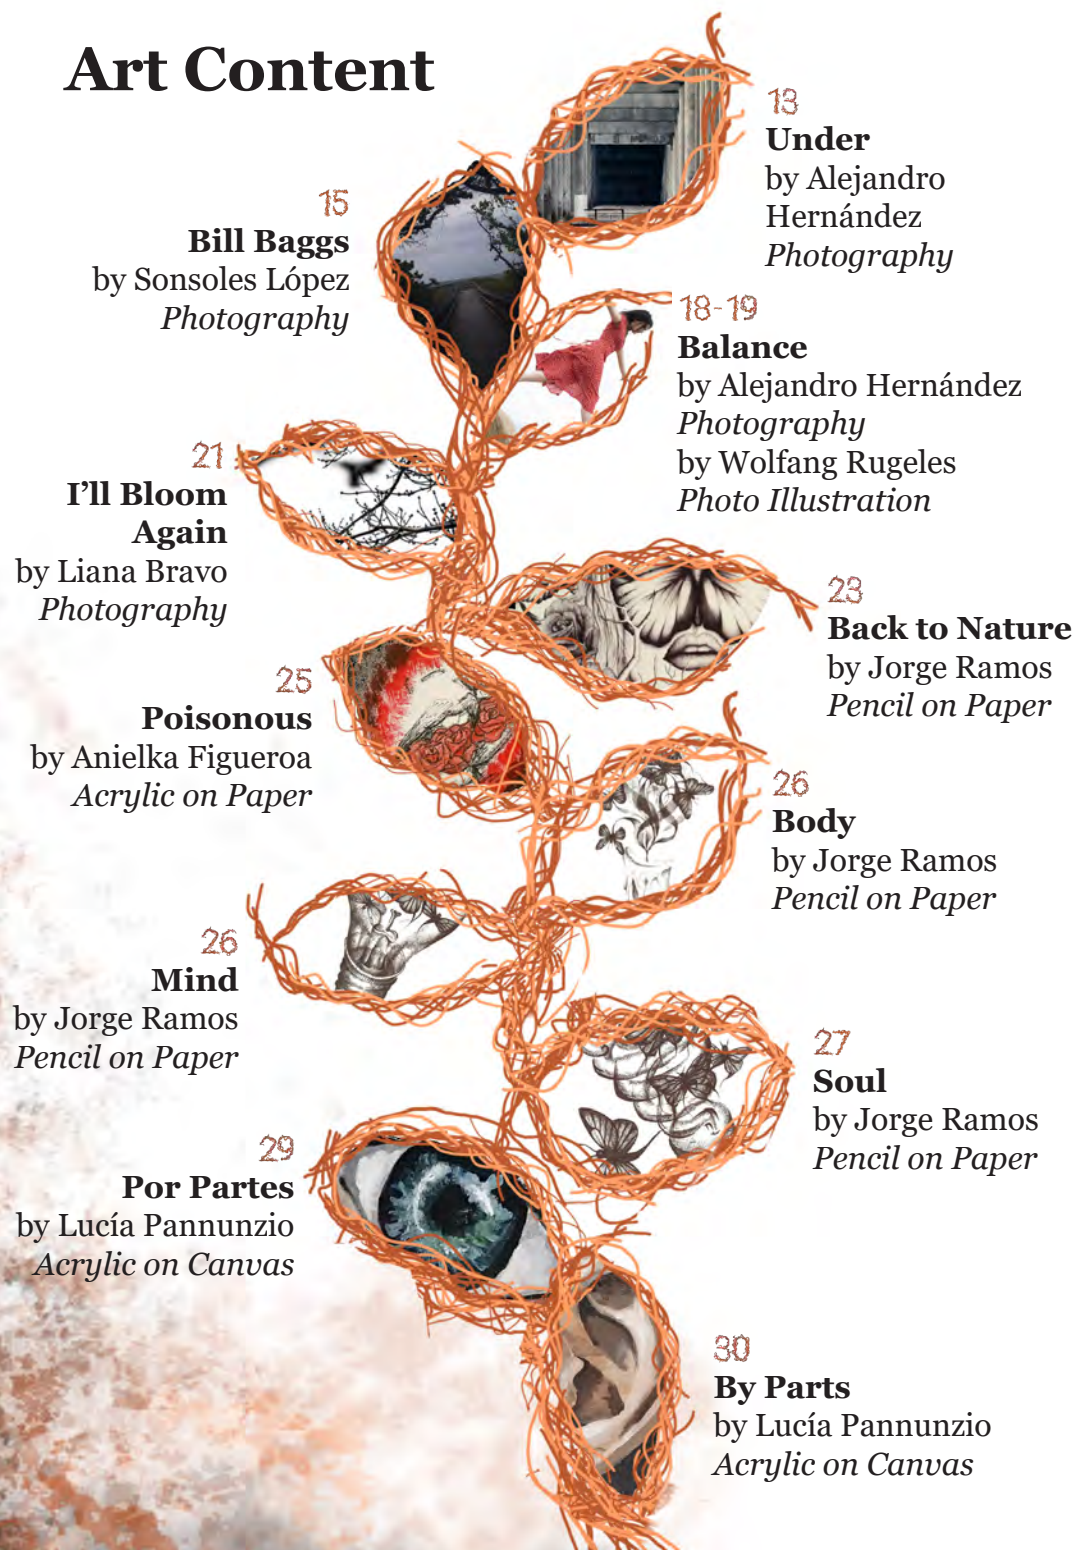 Art Content
13
Under
by Alejandro
Hernández
Photography
15
Bill Baggs
by Sonsoles López
Photography
18-19
Balance
by Alejandro Hernández
Photography
by Wolfang Rugeles
Photo Illustration
21
I’ll Bloom
Again
by Liana Bravo
Photography
23
Back to Nature
by Jorge Ramos
Pencil on Paper
25
Poisonous
by Anielka Figueroa
Acrylic on Paper
26
Body
by Jorge Ramos
Pencil on Paper
26
Mind
by Jorge Ramos
Pencil on Paper
27
Soul
by Jorge Ramos
Pencil on Paper
29
Por Partes
by Lucía Pannunzio
Acrylic on Canvas
30
By Parts
by Lucía Pannunzio
Acrylic on Canvas